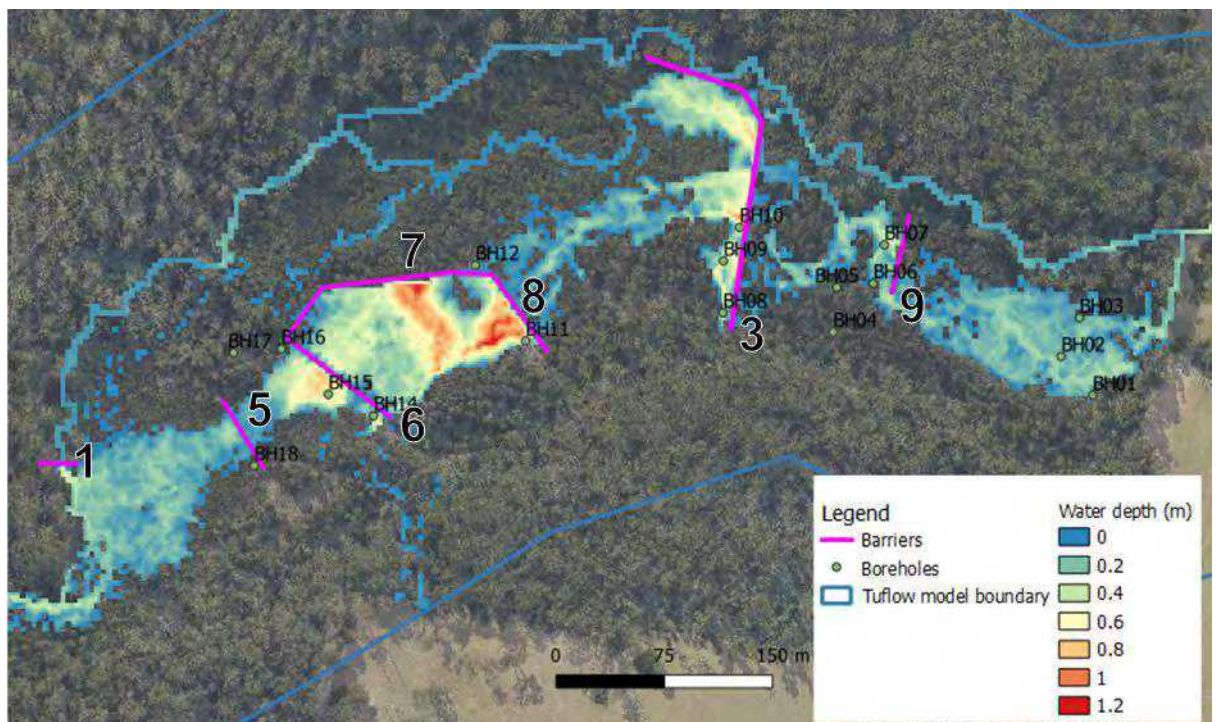 BH12
7
BH10
BH09
BH07
BH06
BH05
8
BH08
3
9
BH03
BH04
BH11
BH02
BH17
BH16
BH01
BH15
5
BH14
6
1
BH18
Legend
Barriers
Boreholes
Tuflow model boundary
Water depth (m)
0
0.2
0.4
0.6
0.8
1
1.2
0 75 150 m